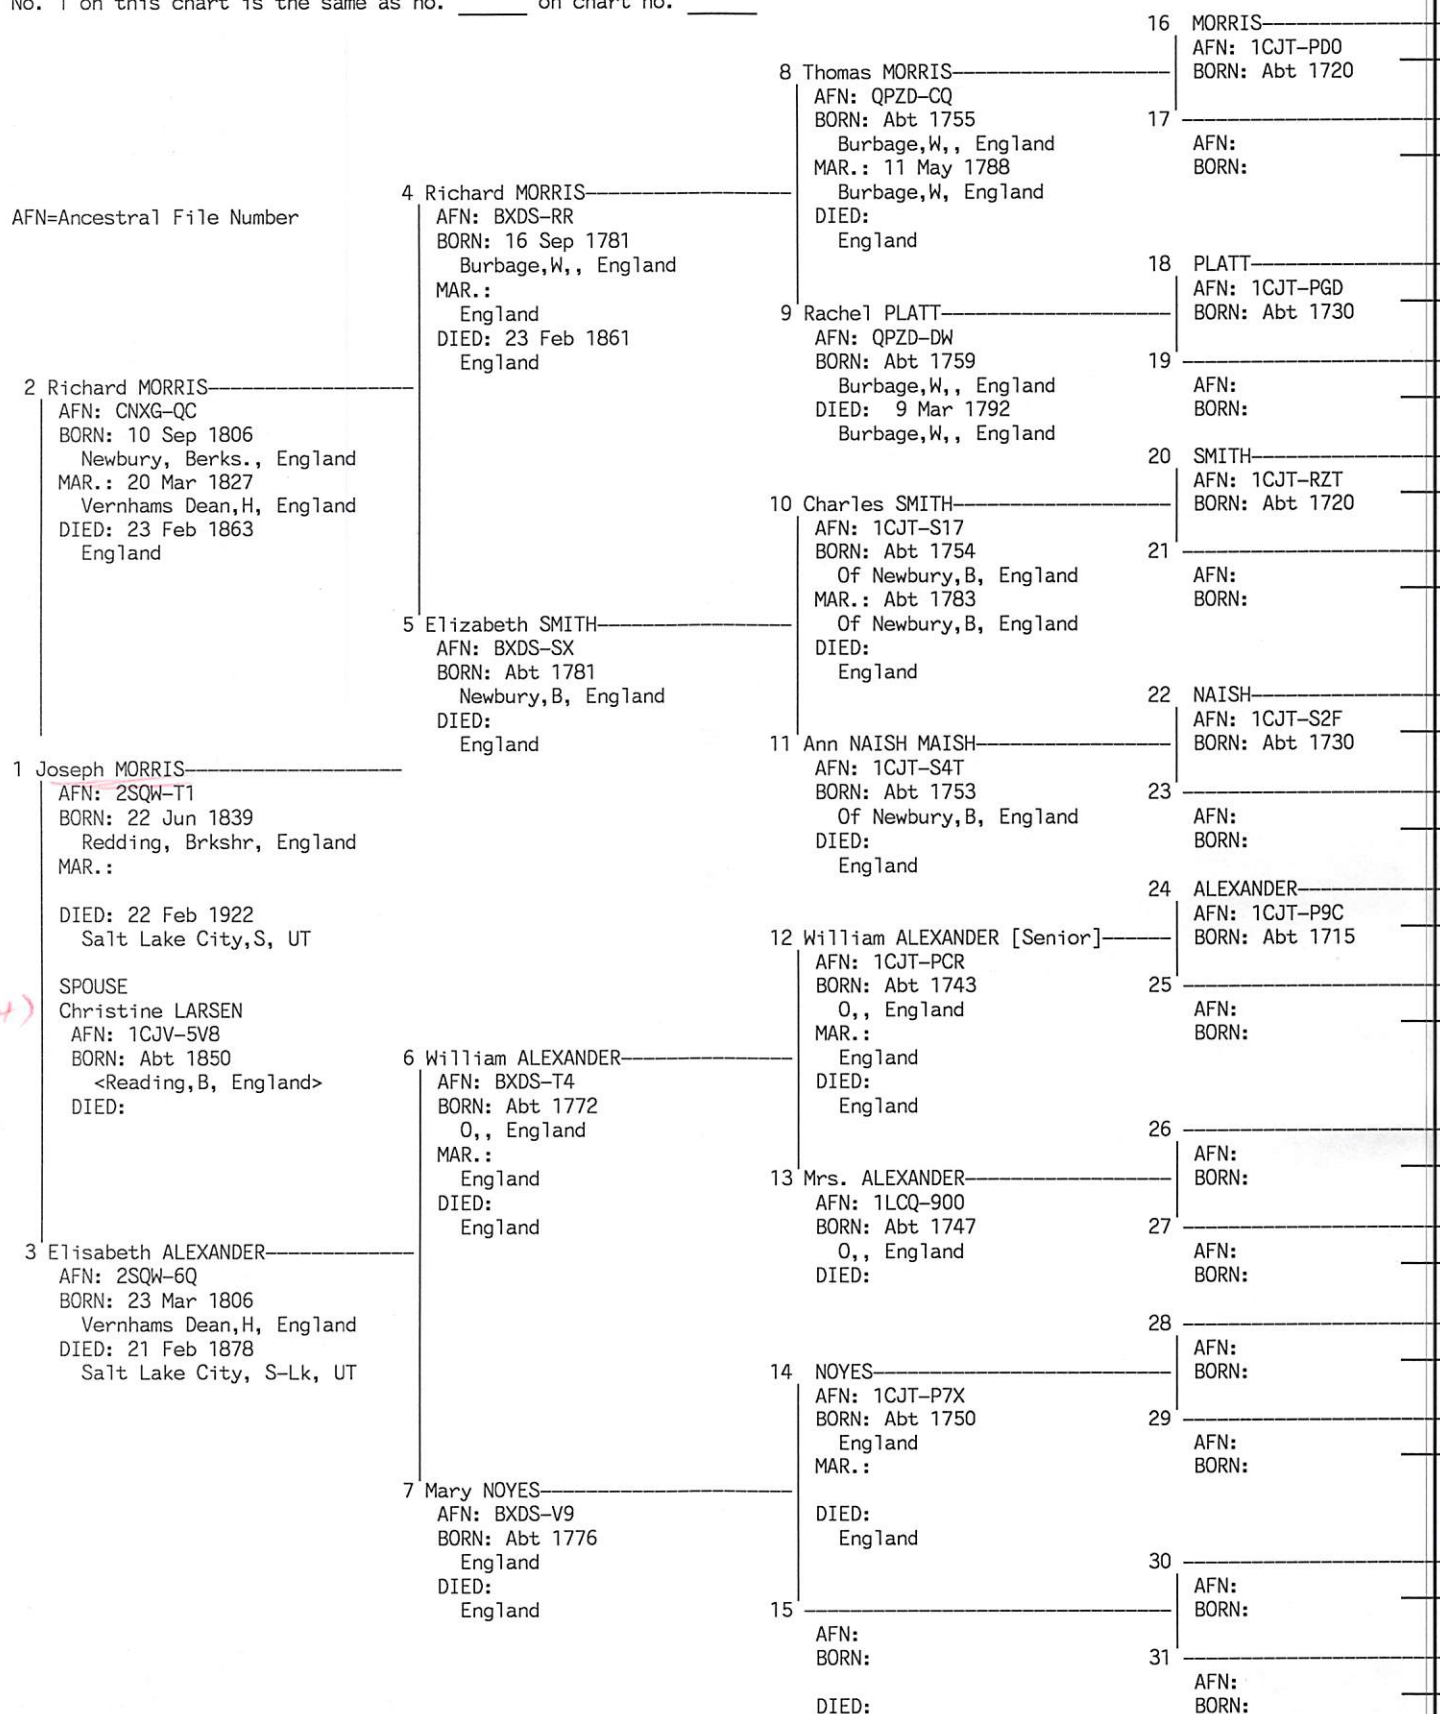 No. 1 on this chart is the same as no. ______ on chart no. ______
AFN=Ancestral File Number
1 Joseph MORRIS
AFN: 2SQW-T1
BORN: 22 Jun 1839
Redding, Brkshr, England
MAR.:
DIED: 22 Feb 1922
Salt Lake City,S, UT
SPOUSE
Christine LARSEN
AFN: 1CJV-5V8
BORN: Abt 1850
<Reading,B, England>
DIED:
2 Richard MORRIS
AFN: CNXG-QC
BORN: 10 Sep 1806
Newbury, Berks., England
MAR.: 20 Mar 1827
Vernhams Dean,H, England
DIED: 23 Feb 1863
England
3 Elisabeth ALEXANDER
AFN: 2SQW-6Q
BORN: 23 Mar 1806
Vernhams Dean,H, England
DIED: 21 Feb 1878
Salt Lake City, S-Lk, UT
4 Richard MORRIS
AFN: BXDS-RR
BORN: 16 Sep 1781
Burbage,W,, England
MAR.:
England
DIED: 23 Feb 1861
England
5 Elizabeth SMITH
AFN: BXDS-SX
BORN: Abt 1781
Newbury,B, England
DIED:
England
6 William ALEXANDER
AFN: BXDS-T4
BORN: Abt 1772
O,, England
MAR.:
England
DIED:
England
7 Mary NOYES
AFN: BXDS-V9
BORN: Abt 1776
England
DIED:
England
8 Thomas MORRIS
AFN: QPZD-CQ
BORN: Abt 1755
Burbage,W,, England
MAR.: 11 May 1788
Burbage,W, England
DIED:
England
9 Rachel PLATT
AFN: QPZD-DW
BORN: Abt 1759
Burbage,W,, England
DIED: 9 Mar 1792
Burbage,W,, England
10 Charles SMITH
AFN: 1CJT-S17
BORN: Abt 1754
Of Newbury,B, England
MAR.: Abt 1783
Of Newbury,B, England
DIED:
England
11 Ann NAISH MAISH
AFN: 1CJT-S4T
BORN: Abt 1753
Of Newbury,B, England
DIED:
England
12 William ALEXANDER [Senior]
AFN: 1CJT-PCR
BORN: Abt 1743
O,, England
MAR.:
England
DIED:
England
13 Mrs. ALEXANDER
AFN: 1LCQ-900
BORN: Abt 1747
O,, England
DIED:
14 NOYES
AFN: 1CJT-P7X
BORN: Abt 1750
England
MAR.:
DIED:
England
15
AFN:
BORN:
DIED:
16 MORRIS
AFN: 1CJT-PD0
BORN: Abt 1720
17
AFN:
BORN:
18 PLATT
AFN: 1CJT-PGD
BORN: Abt 1730
19
AFN:
BORN:
20 SMITH
AFN: 1CJT-RZT
BORN: Abt 1720
21
AFN:
BORN:
22 NAISH
AFN: 1CJT-S2F
BORN: Abt 1730
23
AFN:
BORN:
24 ALEXANDER
AFN: 1CJT-P9C
BORN: Abt 1715
25
AFN:
BORN:
26
AFN:
BORN:
27
AFN:
BORN:
28
AFN:
BORN:
29
AFN:
BORN:
30
AFN:
BORN:
31
AFN:
BORN: